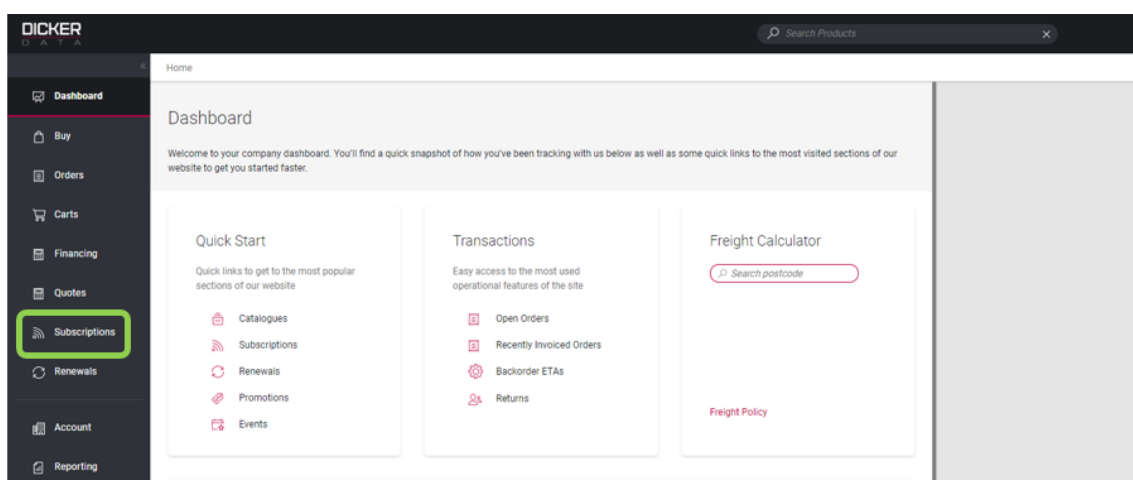 DICKER
DATA
Search Products
Home
Dashboard
Buy
Orders
Carts
Financing
Quotes
Subscriptions
Renewals
Account
Reporting
Dashboard
Welcome to your company dashboard. You'll find a quick snapshot of how you've been tracking with us below as well as some quick links to the most visited sections of our
website to get you started faster.
Quick Start
Quick links to get to the most popular
sections of our website
Catalogues
Subscriptions
Renewals
Promotions
Events
Transactions
Easy access to the most used
operational features of the site
Open Orders
Recently Invoiced Orders
Backorder ETAs
Returns
Freight Calculator
Search postcode
Freight Policy